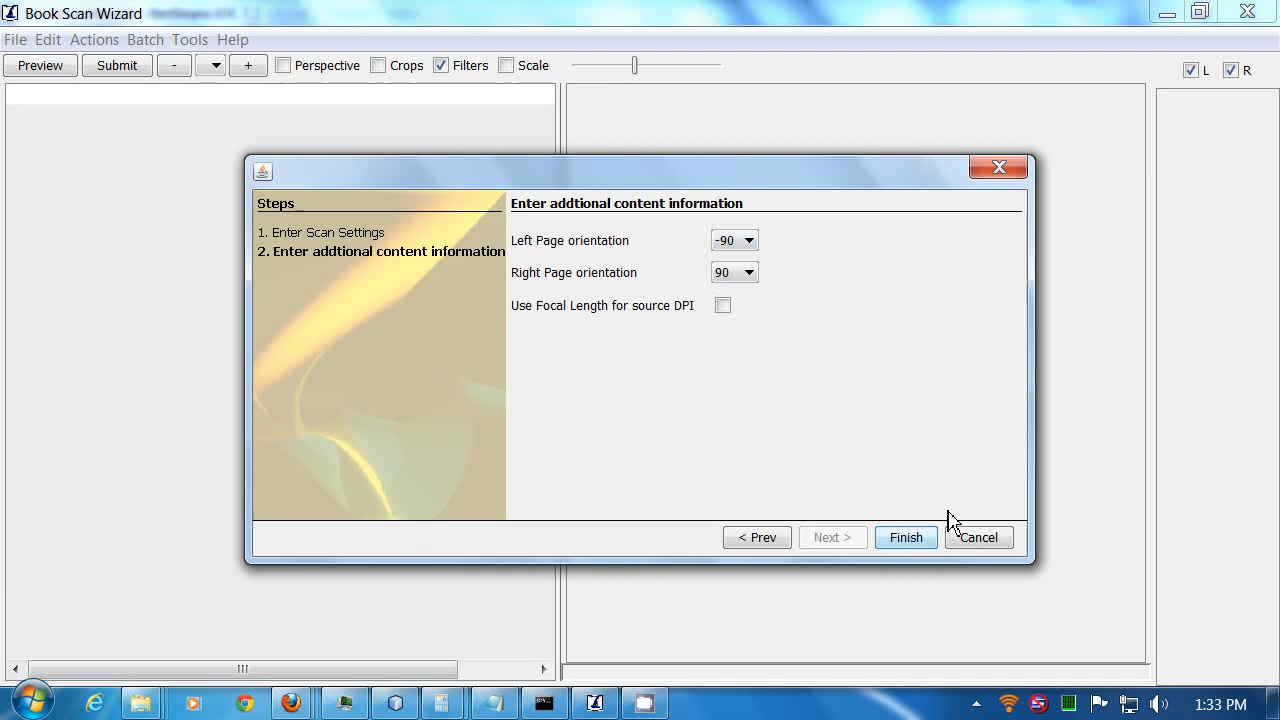 Book Scan Wizard
File Edit Actions Batch Tools Help
Preview Submit - + Perspective Crops Filters Scale
L R
Steps
Enter addtional content information
1. Enter Scan Settings
2. Enter addtional content information
Left Page orientation -90
Right Page orientation 90
Use Focal Length for source DPI
< Prev Next > Finish Cancel
1:33 PM